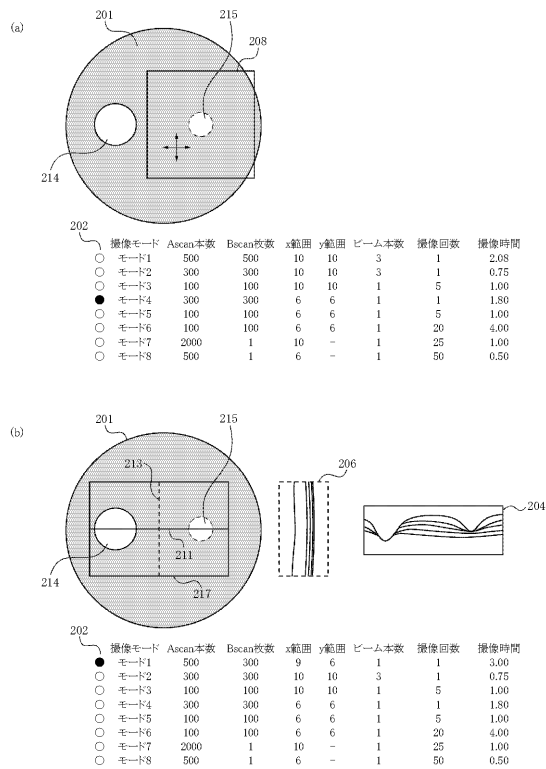 (a)
201
215
208
214
202
撮像モード Ascan本数 Bscan枚数 x範囲 y範囲 ビーム本数 撮像回数 撮像時間
○ モード1 500 500 10 10 3 1 2.08
○ モード2 300 300 10 10 3 1 0.75
○ モード3 100 100 10 10 1 5 1.00
● モード4 300 300 6 6 1 1 1.80
○ モード5 100 100 6 6 1 5 1.00
○ モード6 100 100 6 6 1 20 4.00
○ モード7 2000 1 10 - 1 25 1.00
○ モード8 500 1 6 - 1 50 0.50
(b)
201
215
213
206
204
211
214
217
202
撮像モード Ascan本数 Bscan枚数 x範囲 y範囲 ビーム本数 撮像回数 撮像時間
● モード1 500 300 9 6 1 1 3.00
○ モード2 300 300 10 10 3 1 0.75
○ モード3 100 100 10 10 1 5 1.00
○ モード4 300 300 6 6 1 1 1.80
○ モード5 100 100 6 6 1 5 1.00
○ モード6 100 100 6 6 1 20 4.00
○ モード7 2000 1 10 - 1 25 1.00
○ モード8 500 1 6 - 1 50 0.50